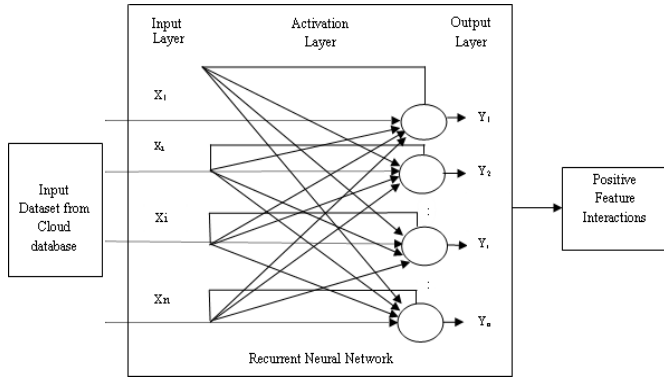 Input
Layer
Activation
Layer
Output
Layer
X1
Y1
Y2
Input
Dataset from
Cloud
database
Xi
:
Yi
Positive
Feature
Interactions
:
Xn
Yn
Recurrent Neural Network